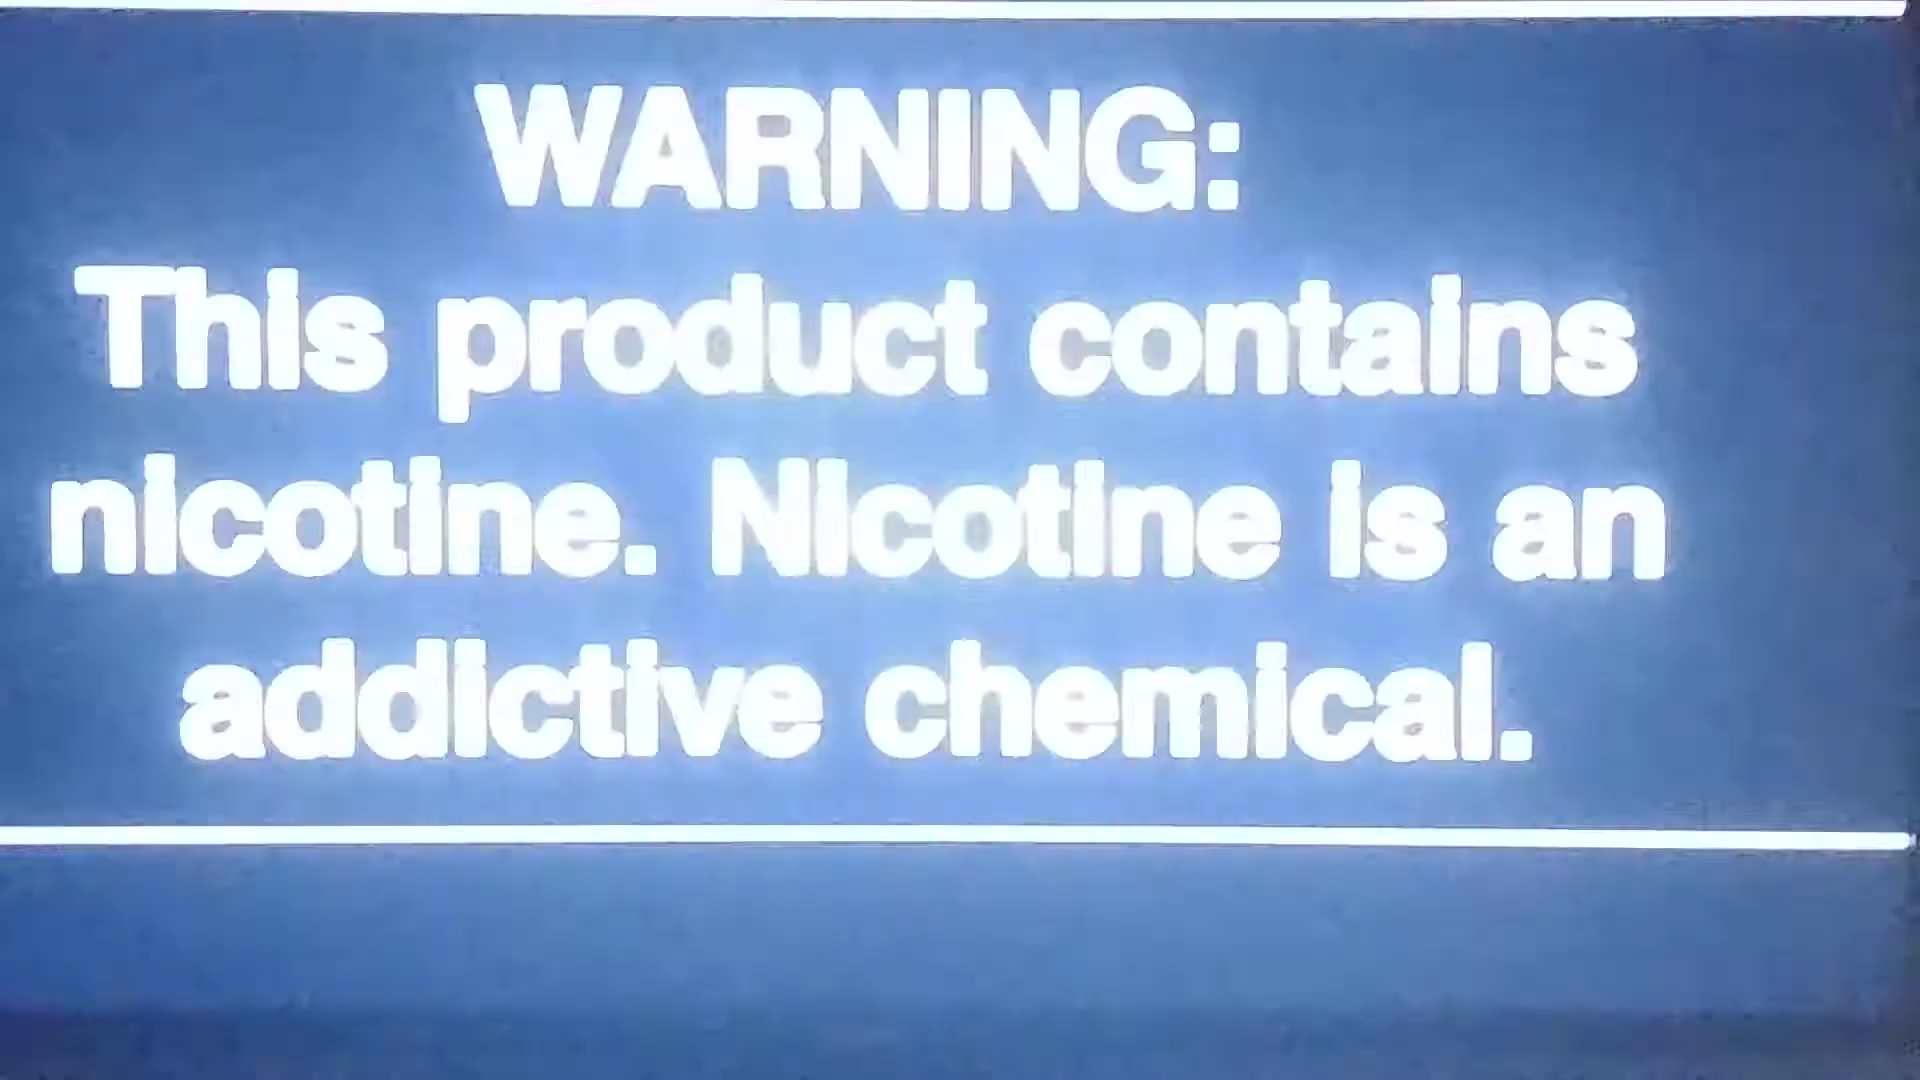 WARNING:
This product contains
nicotine. Nicotine is an
addictive chemical.